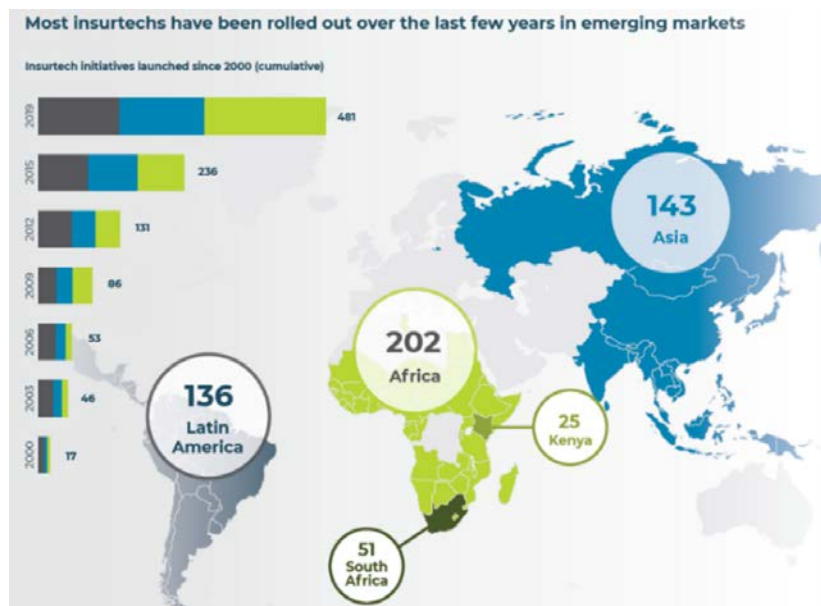 Most insurtechs have been rolled out over the last few years in emerging markets
Insurtech initiatives launched since 2000 (cumulative)
2019
481
2015
236
2012
131
2009
86
2006
53
2003
46
2000
17
143
Asia
202
Africa
136
Latin
America
25
Kenya
51
South
Africa